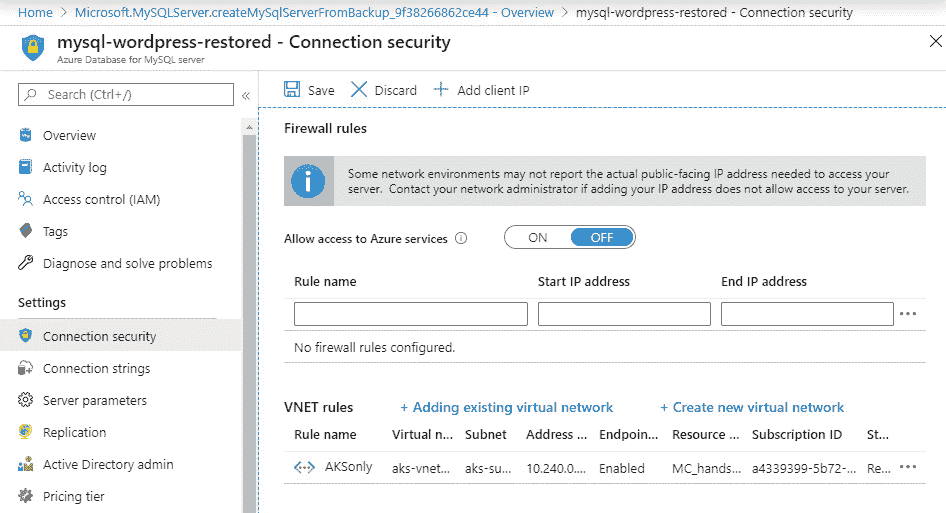 Home > Microsoft.MySQLServer.createMySqlServerFromBackup_9f38266862ce44 - Overview > mysql-wordpress-restored - Connection security
mysql-wordpress-restored - Connection security
Azure Database for MySQL server
Search (Ctrl+/)
Overview
Activity log
Access control (IAM)
Tags
Diagnose and solve problems
Settings
Connection security
Connection strings
Server parameters
Replication
Active Directory admin
Pricing tier
Save Discard Add client IP
Firewall rules
Some network environments may not report the actual public-facing IP address needed to access your
server. Contact your network administrator if adding your IP address does not allow access to your server.
Allow access to Azure services ON OFF
Rule name Start IP address End IP address
No firewall rules configured.
VNET rules + Adding existing virtual network + Create new virtual network
Rule name Virtual n... Subnet Address ... Endpoin... Resource ... Subscription ID St...
AKSonly aks-vnet... aks-su... 10.240.0.... Enabled MC_hands... a4339399-5b72-... Re...